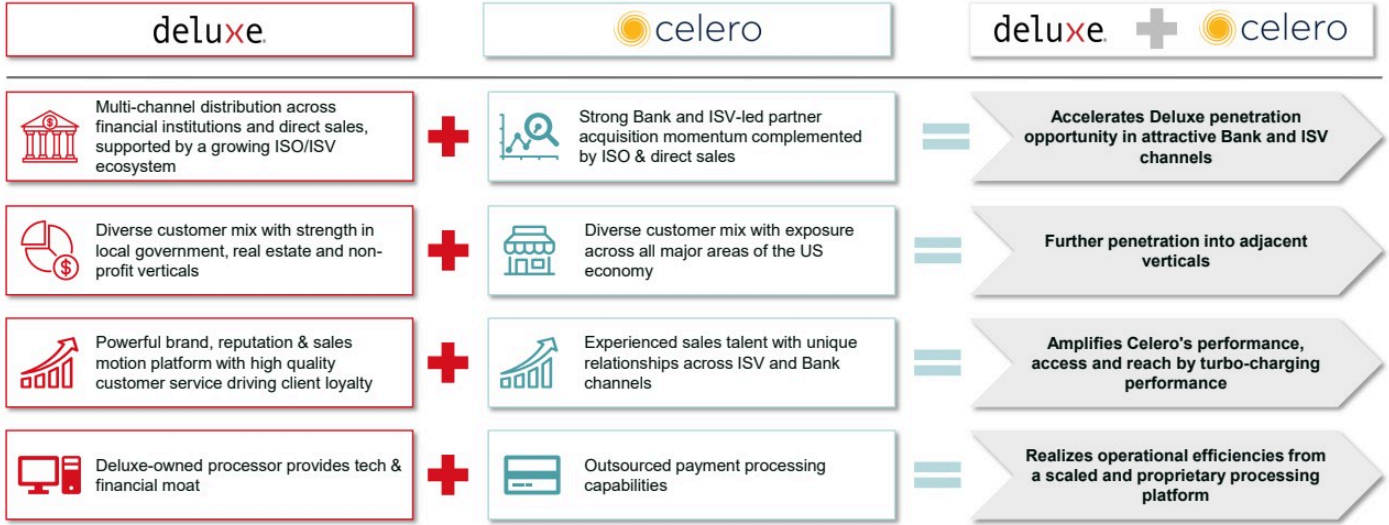 deluxe.
celero
deluxe.
celero
Multi-channel distribution across
financial institutions and direct sales,
supported by a growing ISO/ISV
ecosystem
Strong Bank and ISV-led partner
acquisition momentum complemented
by ISO & direct sales
Accelerates Deluxe penetration
opportunity in attractive Bank and ISV
channels
Diverse customer mix with strength in
local government, real estate and non-
profit verticals
Diverse customer mix with exposure
across all major areas of the US
economy
Further penetration into adjacent
verticals
Powerful brand, reputation & sales
motion platform with high quality
customer service driving client loyalty
Experienced sales talent with unique
relationships across ISV and Bank
channels
Amplifies Celero's performance,
access and reach by turbo-charging
performance
Deluxe-owned processor provides tech &
financial moat
Outsourced payment processing
capabilities
Realizes operational efficiencies from
a scaled and proprietary processing
platform